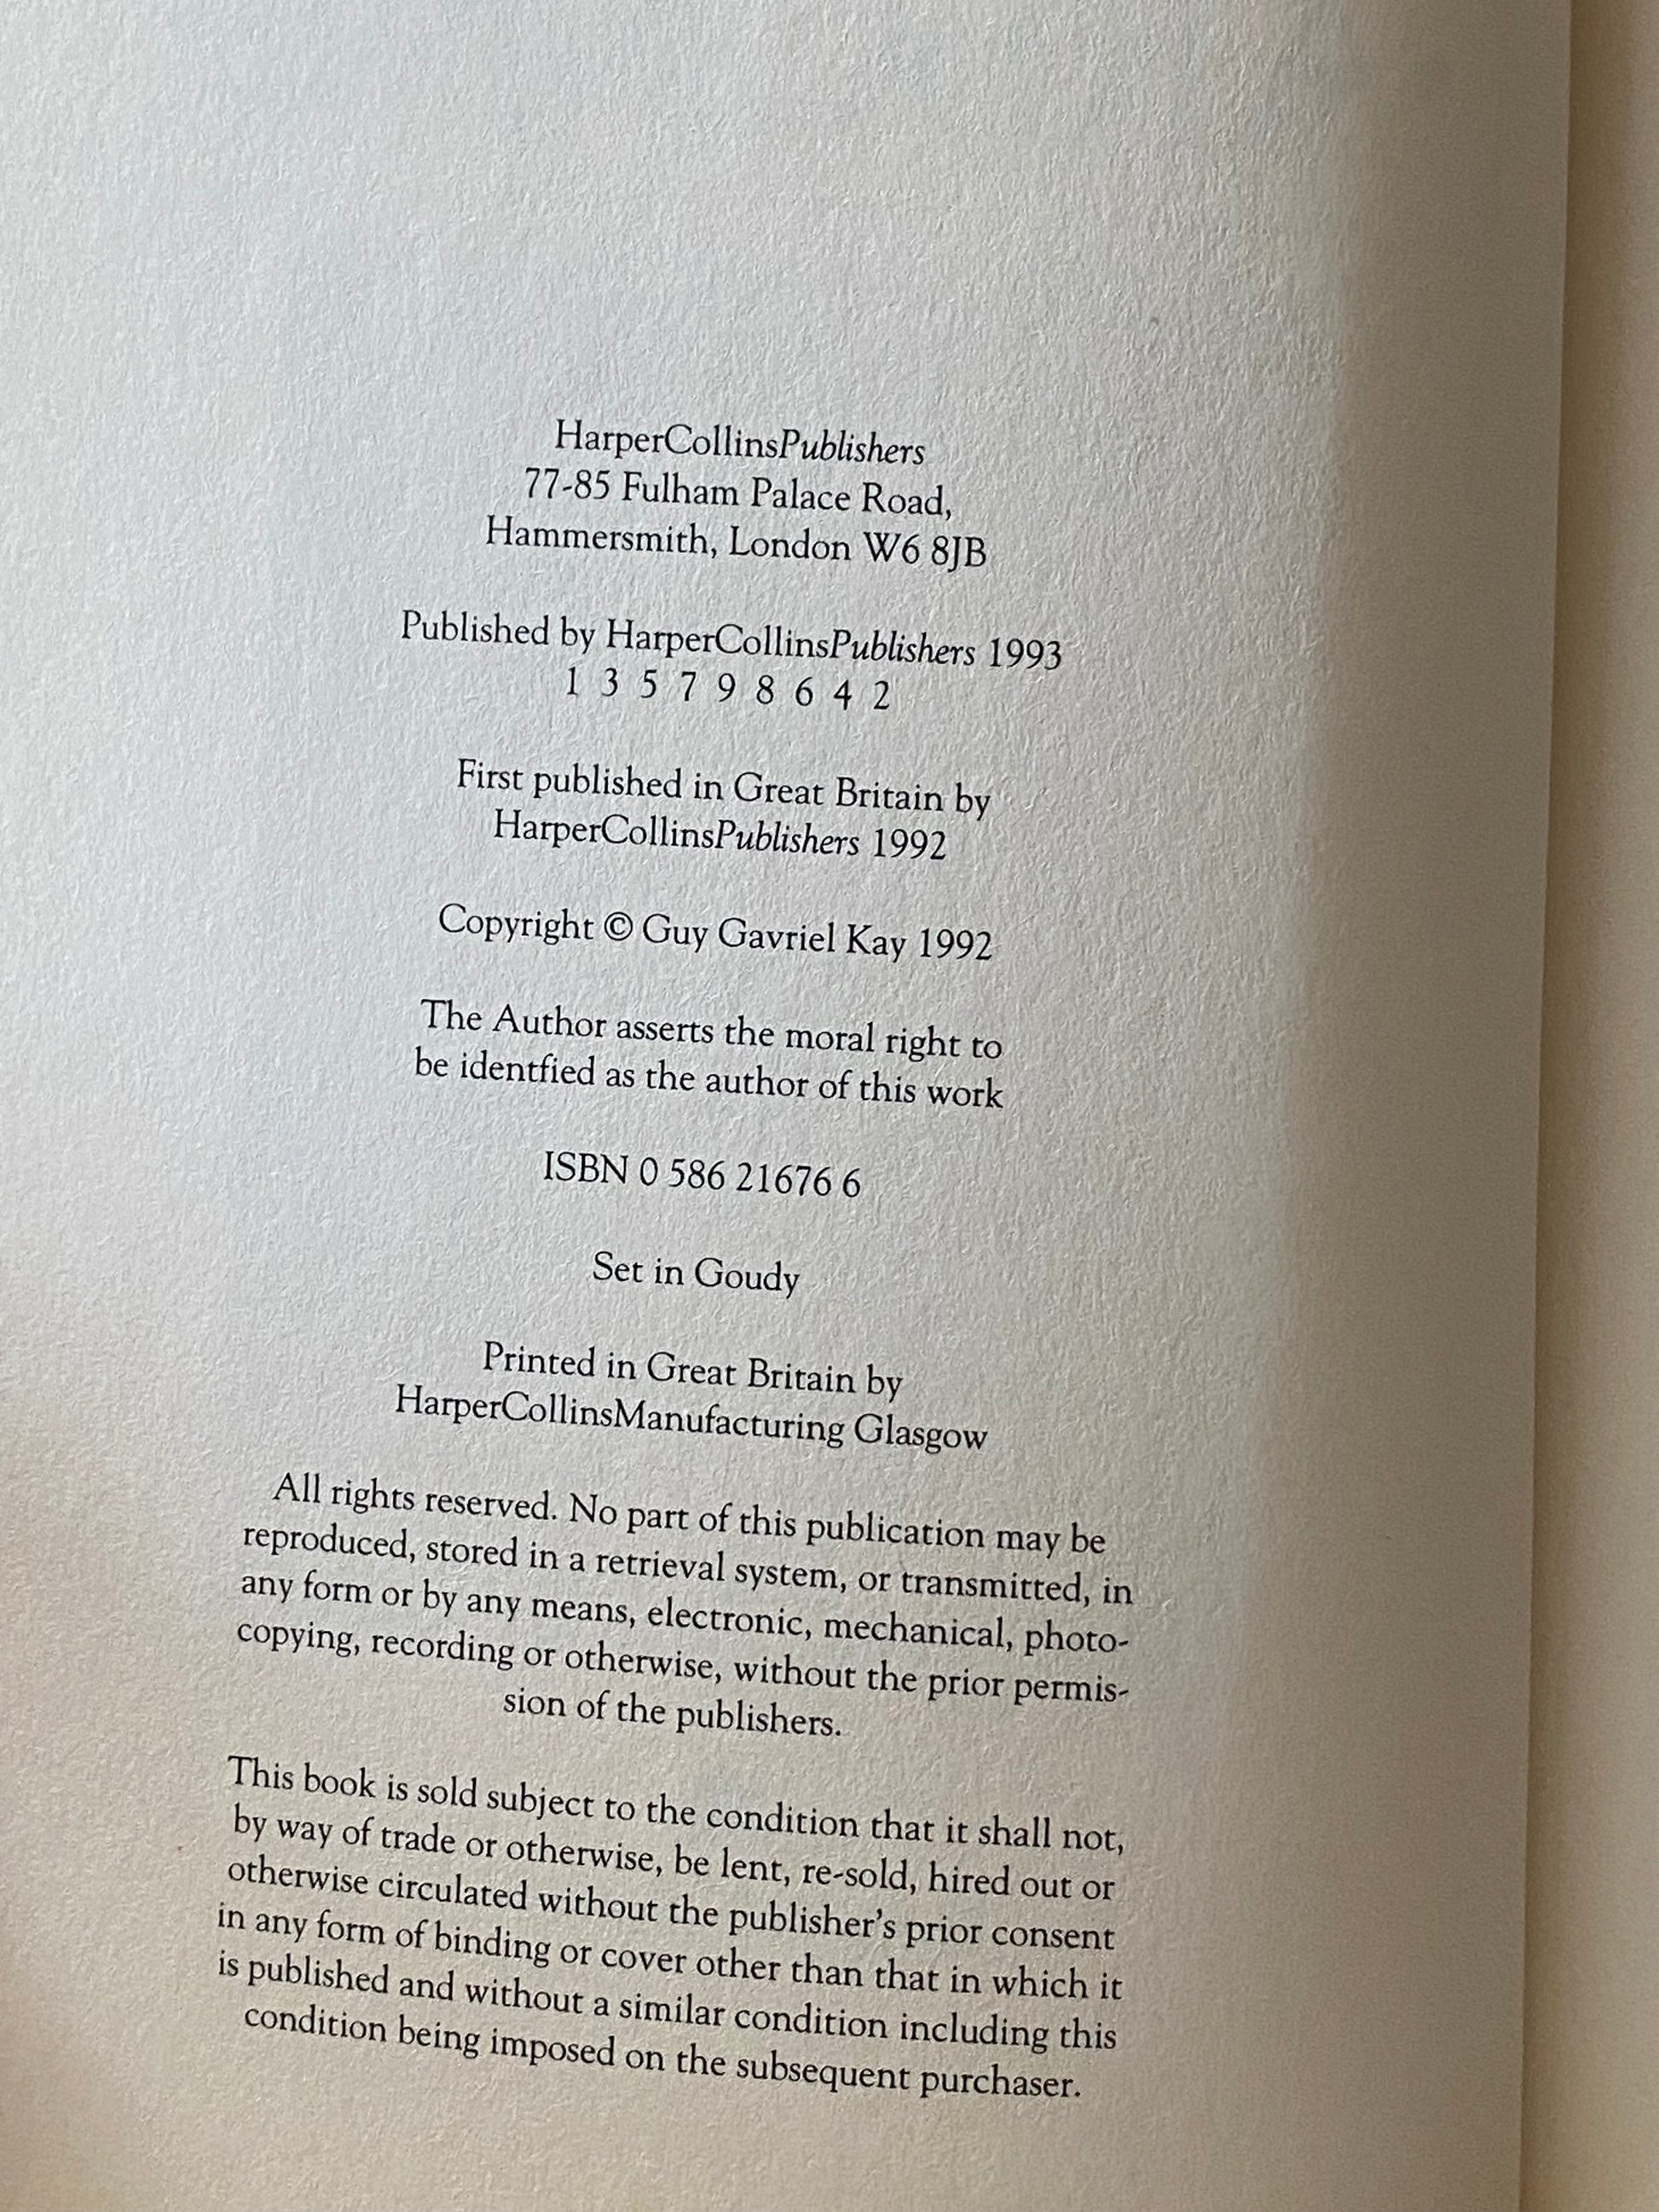 HarperCollinsPublishers
77-85 Fulham Palace Road,
Hammersmith, London W6 8JB
Published by HarperCollinsPublishers 1993
1 3 5 7 9 8 6 4 2
First published in Great Britain by
HarperCollinsPublishers 1992
Copyright © Guy Gavriel Kay 1992
The Author asserts the moral right to
be identfied as the author of this work
ISBN 0 586 21676 6
Set in Goudy
Printed in Great Britain by
HarperCollinsManufacturing Glasgow
All rights reserved. No part of this publication may be
reproduced, stored in a retrieval system, or transmitted, in
any form or by any means, electronic, mechanical, photo-
copying, recording or otherwise, without the prior permis-
sion of the publishers.
This book is sold subject to the condition that it shall not,
by way of trade or otherwise, be lent, re-sold, hired out or
otherwise circulated without the publisher's prior consent
in any form of binding or cover other than that in which it
is published and without a similar condition including this
condition being imposed on the subsequent purchaser.